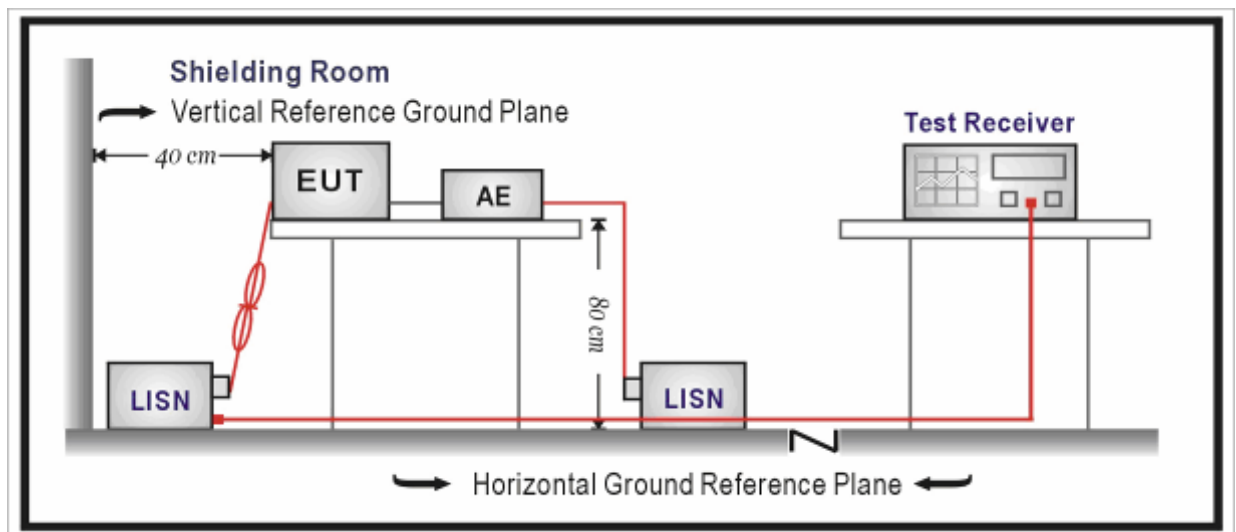 Shielding Room
Vertical Reference Ground Plane
Test Receiver
40 cm
EUT
AE
80 cm
LISN
LISN
Horizontal Ground Reference Plane